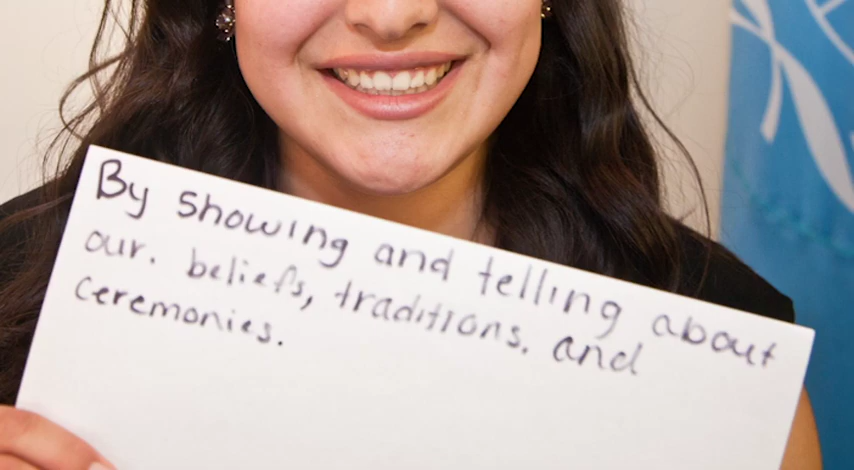 By showing and telling about
our. beliefs, traditions, and
ceremonies.